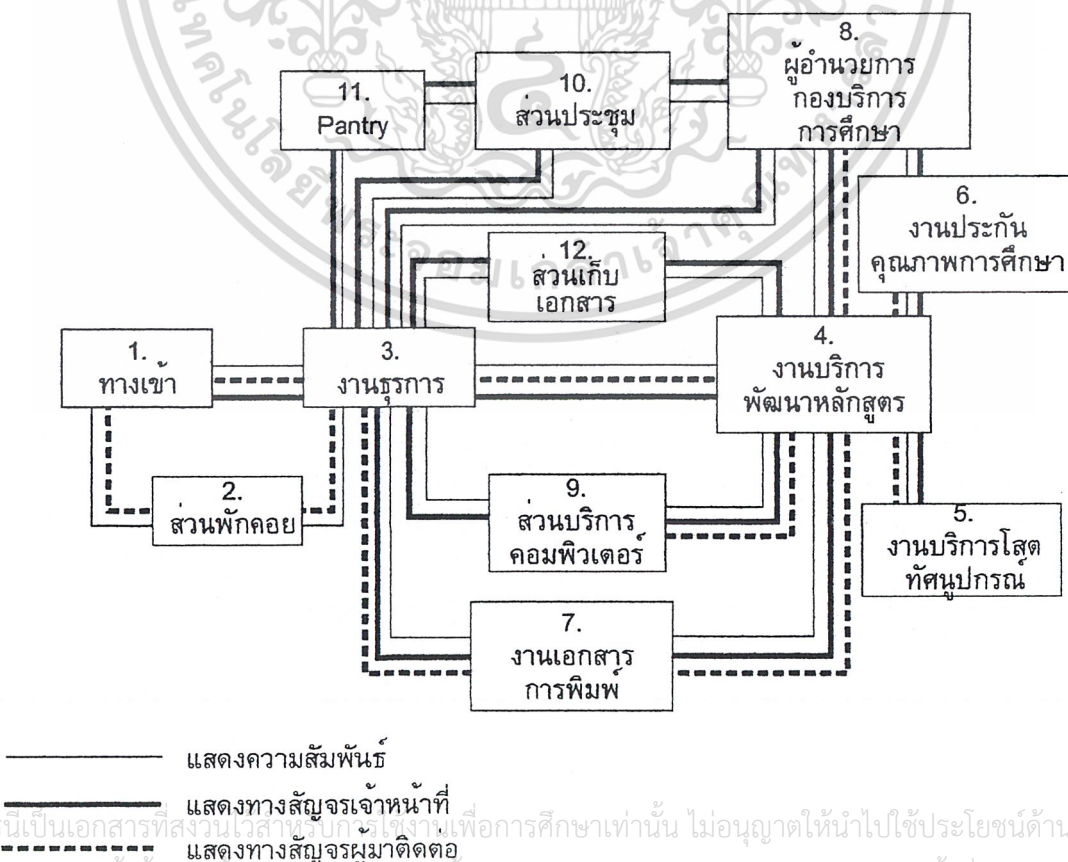 8.
ผู้อำนวยการ
กองบริการ
การศึกษา
10.
ส่วนประชุม
11.
Pantry
6.
งานประกัน
คุณภาพการศึกษา
12.
ส่วนเก็บ
เอกสาร
1.
ทางเข้า
3.
งานธุรการ
4.
งานบริการ
พัฒนาหลักสูตร
2.
ส่วนพักคอย
9.
ส่วนบริการ
คอมพิวเตอร์
5.
งานบริการโสต
ทัศนูปกรณ์
7.
งานเอกสาร
การพิมพ์
แสดงความสัมพันธ์
แสดงทางสัญจรเจ้าหน้าที่
เป็นเอกสารที่สงวนไว้สำหรับการใช้งานเพื่อการศึกษาเท่านั้น ไม่อนุญาตให้นำไปใช้ประโยชน์ด้าน
แสดงทางสัญจรผู้มาติดต่อ